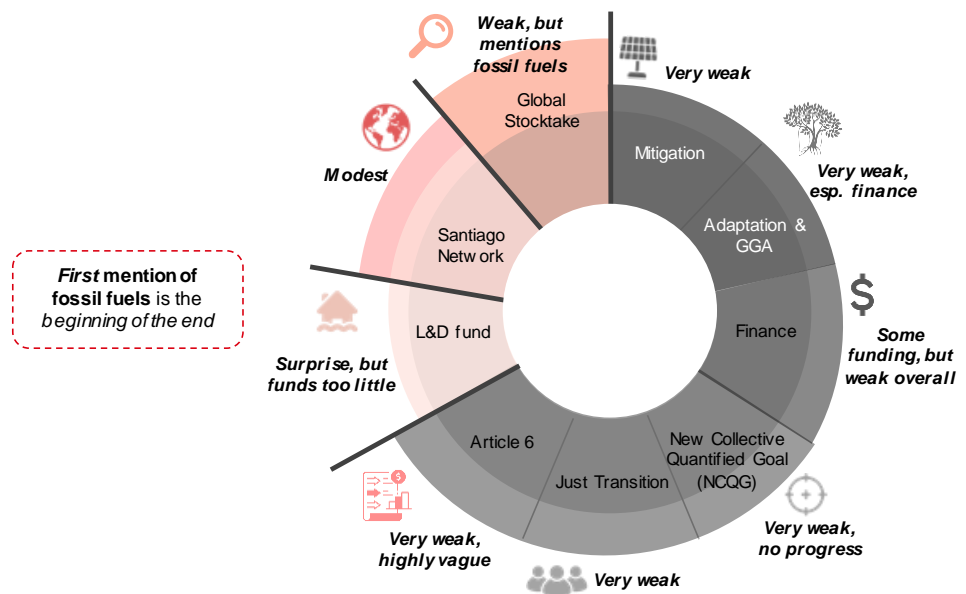 Weak, but
mentions
fossil fuels
Very weak
Global
Stocktake
Mitigation
Very weak,
esp. finance
Modest
Adaptation &
GGA
Santiago
Network
First mention of
fossil fuels is the
beginning of the end
L&D fund
Finance
$
Some
funding, but
weak overall
Surprise, but
funds too little
Article 6
Just Transition
New Collective
Quantified Goal
(NCQG)
$
Very weak,
highly vague
Very weak,
no progress
Very weak